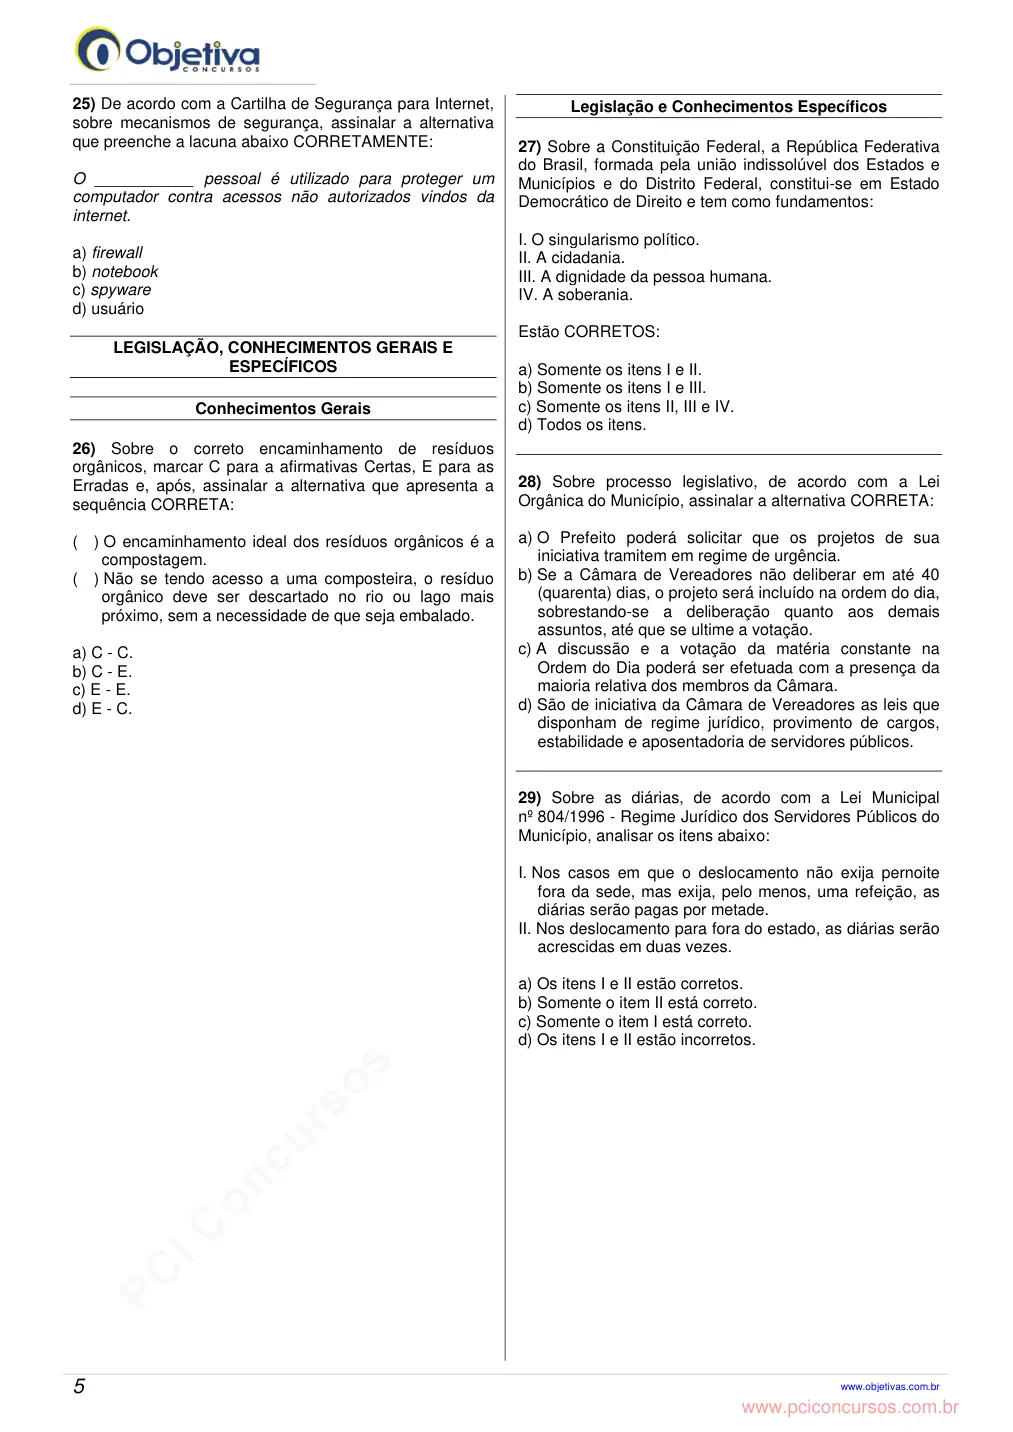 Objetiva
CONCURSOS
25) De acordo com a Cartilha de Segurança para Internet,
sobre mecanismos de segurança, assinalar a alternativa
que preenche a lacuna abaixo CORRETAMENTE:
O ___________ pessoal é utilizado para proteger um
computador contra acessos não autorizados vindos da
internet.
a) firewall
b) notebook
c) spyware
d) usuário
LEGISLAÇÃO, CONHECIMENTOS GERAIS E
ESPECÍFICOS
Conhecimentos Gerais
26) Sobre o correto encaminhamento de resíduos
orgânicos, marcar C para a afirmativas Certas, E para as
Erradas e, após, assinalar a alternativa que apresenta a
sequência CORRETA:
( ) O encaminhamento ideal dos resíduos orgânicos é a
compostagem.
( ) Não se tendo acesso a uma composteira, o resíduo
orgânico deve ser descartado no rio ou lago mais
próximo, sem a necessidade de que seja embalado.
a) C - C.
b) C - E.
c) E - E.
d) E - C.
Legislação e Conhecimentos Específicos
27) Sobre a Constituição Federal, a República Federativa
do Brasil, formada pela união indissolúvel dos Estados e
Municípios e do Distrito Federal, constitui-se em Estado
Democrático de Direito e tem como fundamentos:
I. O singularismo político.
II. A cidadania.
III. A dignidade da pessoa humana.
IV. A soberania.
Estão CORRETOS:
a) Somente os itens I e II.
b) Somente os itens I e III.
c) Somente os itens II, III e IV.
d) Todos os itens.
28) Sobre processo legislativo, de acordo com a Lei
Orgânica do Município, assinalar a alternativa CORRETA:
a) O Prefeito poderá solicitar que os projetos de sua
iniciativa tramitem em regime de urgência.
b) Se a Câmara de Vereadores não deliberar em até 40
(quarenta) dias, o projeto será incluído na ordem do dia,
sobrestando-se a deliberação quanto aos demais
assuntos, até que se ultime a votação.
c) A discussão e a votação da matéria constante na
Ordem do Dia poderá ser efetuada com a presença da
maioria relativa dos membros da Câmara.
d) São de iniciativa da Câmara de Vereadores as leis que
disponham de regime jurídico, provimento de cargos,
estabilidade e aposentadoria de servidores públicos.
29) Sobre as diárias, de acordo com a Lei Municipal
nº 804/1996 - Regime Jurídico dos Servidores Públicos do
Município, analisar os itens abaixo:
I. Nos casos em que o deslocamento não exija pernoite
fora da sede, mas exija, pelo menos, uma refeição, as
diárias serão pagas por metade.
II. Nos deslocamento para fora do estado, as diárias serão
acrescidas em duas vezes.
a) Os itens I e II estão corretos.
b) Somente o item II está correto.
c) Somente o item I está correto.
d) Os itens I e II estão incorretos.
PCI Concursos
5
www.objetivas.com.br
www.pciconcursos.com.br